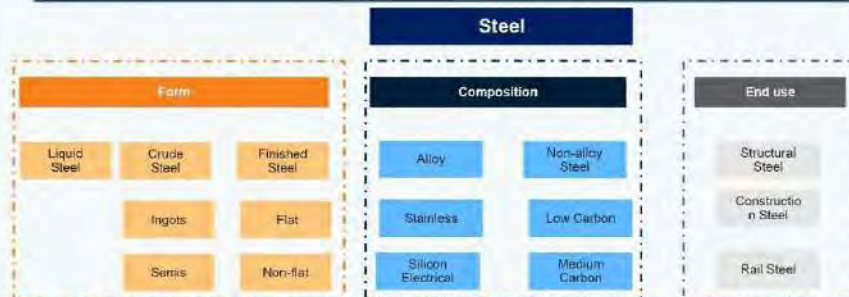 Steel
Form
Composition
End use
Liquid
Steel
Crude
Steel
Finished
Steel
Alloy
Non-alloy
Steel
Structural
Steel
Ingots
Flat
Stainless
Low Carbon
Constructio
n Steel
Semis
Non-flat
Silicon
Electrical
Medium
Carbon
Rail Steel